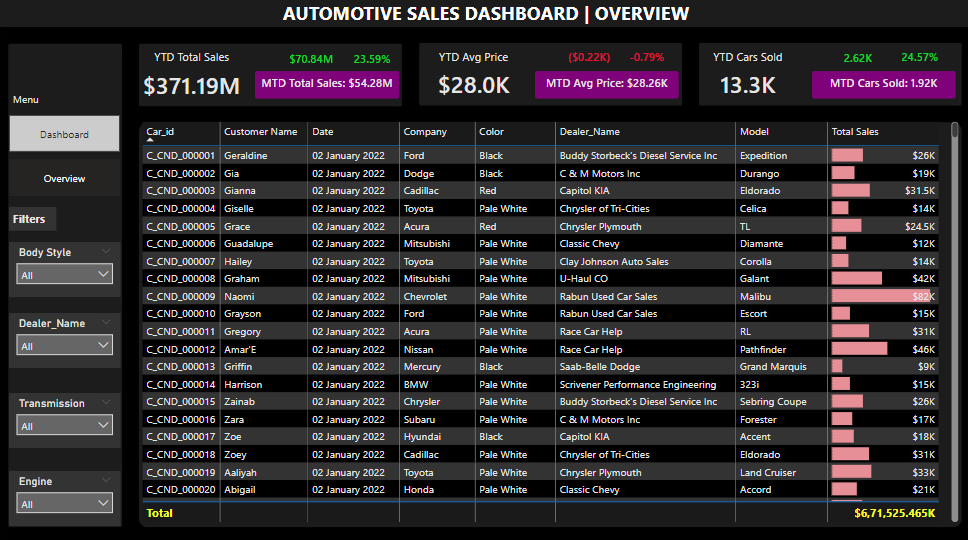 AUTOMOTIVE SALES DASHBOARD | OVERVIEW
Menu
Dashboard
Overview
Filters
Body Style
All
Dealer_Name
All
Transmission
All
Engine
All
YTD Total Sales
$70.84M 23.59%
$371.19M
MTD Total Sales: $54.28M
YTD Avg Price
($0.22K) -0.79%
$28.0K
MTD Avg Price: $28.26K
YTD Cars Sold
2.62K 24.57%
13.3K
MTD Cars Sold: 1.92K
Car_id Customer Name Date Company Color Dealer_Name Model Total Sales
C_CND_000001 Geraldine 02 January 2022 Ford Black Buddy Storbeck's Diesel Service Inc Expedition $26K
C_CND_000002 Gia 02 January 2022 Dodge Black C & M Motors Inc Durango $19K
C_CND_000003 Gianna 02 January 2022 Cadillac Red Capitol KIA Eldorado $31.5K
C_CND_000004 Giselle 02 January 2022 Toyota Pale White Chrysler of Tri-Cities Celica $14K
C_CND_000005 Grace 02 January 2022 Acura Red Chrysler Plymouth TL $24.5K
C_CND_000006 Guadalupe 02 January 2022 Mitsubishi Pale White Classic Chevy Diamante $12K
C_CND_000007 Hailey 02 January 2022 Toyota Pale White Clay Johnson Auto Sales Corolla $14K
C_CND_000008 Graham 02 January 2022 Mitsubishi Pale White U-Haul CO Galant $42K
C_CND_000009 Naomi 02 January 2022 Chevrolet Pale White Rabun Used Car Sales Malibu $82K
C_CND_000010 Grayson 02 January 2022 Ford Pale White Rabun Used Car Sales Escort $15K
C_CND_000011 Gregory 02 January 2022 Acura Pale White Race Car Help RL $31K
C_CND_000012 Amar'E 02 January 2022 Nissan Pale White Race Car Help Pathfinder $46K
C_CND_000013 Griffin 02 January 2022 Mercury Black Saab-Belle Dodge Grand Marquis $9K
C_CND_000014 Harrison 02 January 2022 BMW Pale White Scrivener Performance Engineering 323i $15K
C_CND_000015 Zainab 02 January 2022 Chrysler Pale White Buddy Storbeck's Diesel Service Inc Sebring Coupe $26K
C_CND_000016 Zara 02 January 2022 Subaru Pale White C & M Motors Inc Forester $17K
C_CND_000017 Zoe 02 January 2022 Hyundai Black Capitol KIA Accent $18K
C_CND_000018 Zoey 02 January 2022 Cadillac Pale White Chrysler of Tri-Cities Eldorado $31K
C_CND_000019 Aaliyah 02 January 2022 Toyota Pale White Chrysler Plymouth Land Cruiser $33K
C_CND_000020 Abigail 02 January 2022 Honda Pale White Classic Chevy Accord $21K
Total $6,71,525.465K